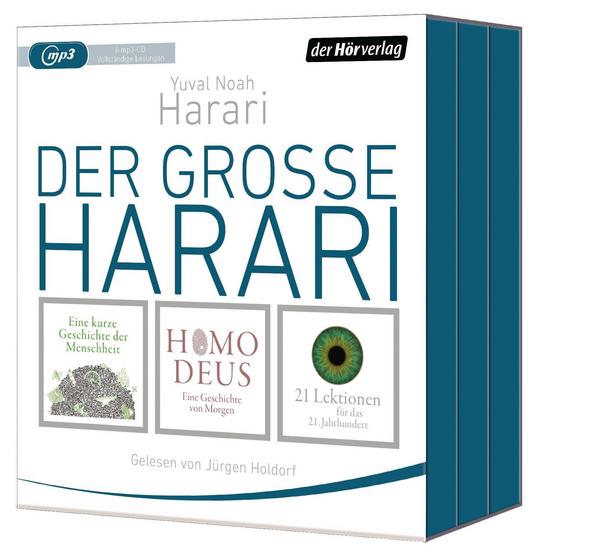 mp3
6 mp3-CD
Vollständige Lesungen
der Hörverlag
Yuval Noah
Harari
DER GROSSE
HARARI
Eine kurze
Geschichte der
Menschheit
HOMO
DEUS
Eine Geschichte
von Morgen
21 Lektionen
für das
21. Jahrhundert
Gelesen von Jürgen Holdorf